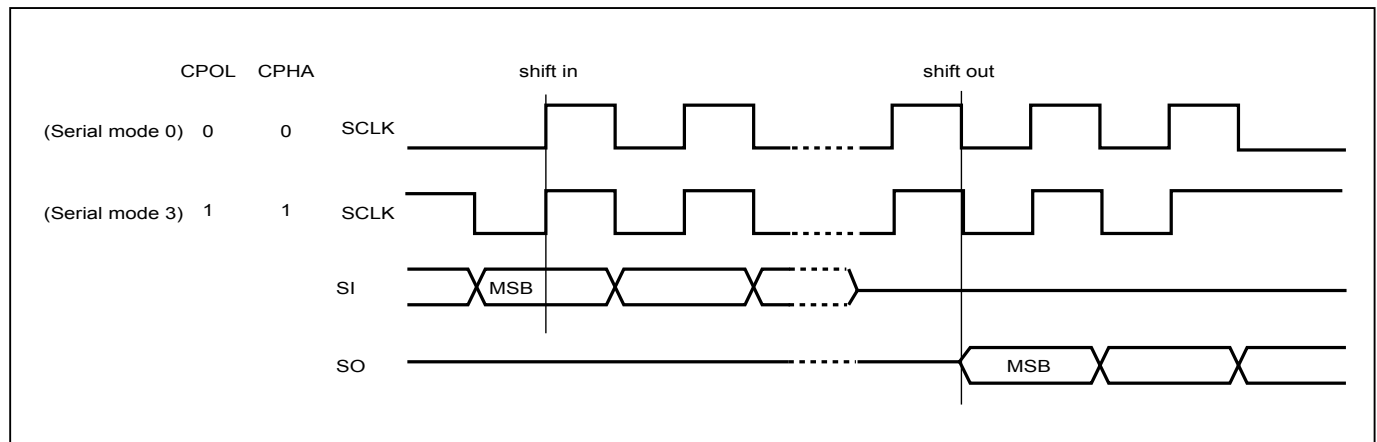 CPOL CPHA shift in shift out
(Serial mode 0) 0 0 SCLK
(Serial mode 3) 1 1 SCLK
SI MSB
SO MSB